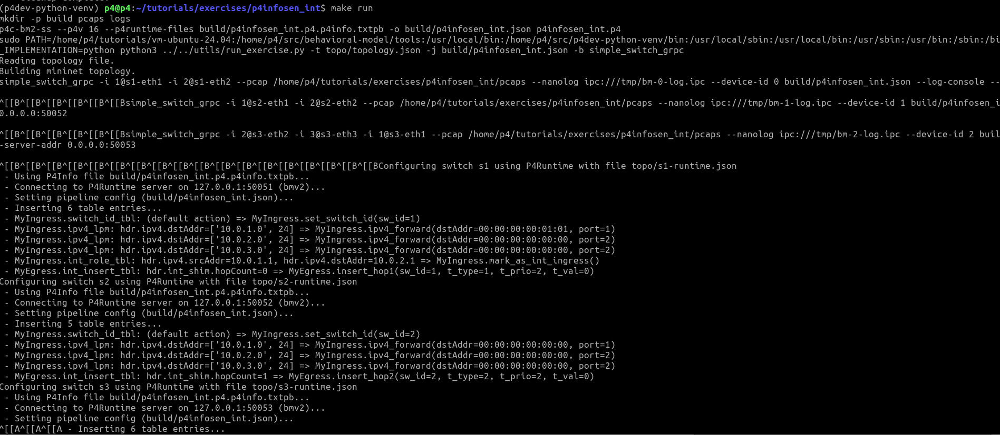 (p4dev-python-venv) p4@p4:~/tutorials/exercises/p4infosen_int$ make run
mkdir -p build pcaps logs
p4c-bm2-ss --p4v 16 --p4runtime-files build/p4infosen_int.p4.p4info.txtpb -o build/p4infosen_int.json p4infosen_int.p4
sudo PATH=/home/p4/tutorials/vm-ubuntu-24.04:/home/p4/src/behavioral-model/tools:/usr/local/bin:/home/p4/src/p4dev-python-venv/bin:/usr/local/sbin:/usr/local/bin:/usr/sbin:/usr/bin:/sbin:/bi
_IMPLEMENTATION=python python3 ../../utils/run_exercise.py -t topo/topology.json -j build/p4infosen_int.json -b simple_switch_grpc
Reading topology file.
Building mininet topology.
simple_switch_grpc -i 1@s1-eth1 -i 2@s1-eth2 --pcap /home/p4/tutorials/exercises/p4infosen_int/pcaps --nanolog ipc:///tmp/bm-0-log.ipc --device-id 0 build/p4infosen_int.json --log-console --
^[[B^[[B^[[B^[[B^[[B^[[Bsimple_switch_grpc -i 1@s2-eth1 -i 2@s2-eth2 --pcap /home/p4/tutorials/exercises/p4infosen_int/pcaps --nanolog ipc:///tmp/bm-1-log.ipc --device-id 1 build/p4infosen_i
0.0.0.0:50052
^[[B^[[B^[[B^[[B^[[B^[[Bsimple_switch_grpc -i 2@s3-eth2 -i 3@s3-eth3 -i 1@s3-eth1 --pcap /home/p4/tutorials/exercises/p4infosen_int/pcaps --nanolog ipc:///tmp/bm-2-log.ipc --device-id 2 buil
-server-addr 0.0.0.0:50053
^[[B^[[B^[[B^[[B^[[B^[[B^[[B^[[B^[[B^[[B^[[B^[[B^[[B^[[B^[[B^[[B^[[B^[[BConfiguring switch s1 using P4Runtime with file topo/s1-runtime.json
 - Using P4Info file build/p4infosen_int.p4.p4info.txtpb...
 - Connecting to P4Runtime server on 127.0.0.1:50051 (bmv2)...
 - Setting pipeline config (build/p4infosen_int.json)...
 - Inserting 6 table entries...
 - MyIngress.switch_id_tbl: (default action) => MyIngress.set_switch_id(sw_id=1)
 - MyIngress.ipv4_lpm: hdr.ipv4.dstAddr=['10.0.1.0', 24] => MyIngress.ipv4_forward(dstAddr=00:00:00:00:01:01, port=1)
 - MyIngress.ipv4_lpm: hdr.ipv4.dstAddr=['10.0.2.0', 24] => MyIngress.ipv4_forward(dstAddr=00:00:00:00:00:00, port=2)
 - MyIngress.ipv4_lpm: hdr.ipv4.dstAddr=['10.0.3.0', 24] => MyIngress.ipv4_forward(dstAddr=00:00:00:00:00:00, port=2)
 - MyIngress.int_role_tbl: hdr.ipv4.srcAddr=10.0.1.1, hdr.ipv4.dstAddr=10.0.2.1 => MyIngress.mark_as_int_ingress()
 - MyEgress.int_insert_tbl: hdr.int_shim.hopCount=0 => MyEgress.insert_hop1(sw_id=1, t_type=1, t_prio=2, t_val=0)
Configuring switch s2 using P4Runtime with file topo/s2-runtime.json
 - Using P4Info file build/p4infosen_int.p4.p4info.txtpb...
 - Connecting to P4Runtime server on 127.0.0.1:50052 (bmv2)...
 - Setting pipeline config (build/p4infosen_int.json)...
 - Inserting 5 table entries...
 - MyIngress.switch_id_tbl: (default action) => MyIngress.set_switch_id(sw_id=2)
 - MyIngress.ipv4_lpm: hdr.ipv4.dstAddr=['10.0.1.0', 24] => MyIngress.ipv4_forward(dstAddr=00:00:00:00:00:00, port=1)
 - MyIngress.ipv4_lpm: hdr.ipv4.dstAddr=['10.0.2.0', 24] => MyIngress.ipv4_forward(dstAddr=00:00:00:00:00:00, port=2)
 - MyIngress.ipv4_lpm: hdr.ipv4.dstAddr=['10.0.3.0', 24] => MyIngress.ipv4_forward(dstAddr=00:00:00:00:00:00, port=2)
 - MyEgress.int_insert_tbl: hdr.int_shim.hopCount=1 => MyEgress.insert_hop2(sw_id=2, t_type=2, t_prio=2, t_val=0)
Configuring switch s3 using P4Runtime with file topo/s3-runtime.json
 - Using P4Info file build/p4infosen_int.p4.p4info.txtpb...
 - Connecting to P4Runtime server on 127.0.0.1:50053 (bmv2)...
 - Setting pipeline config (build/p4infosen_int.json)...
^[[A^[[A^[[A - Inserting 6 table entries...